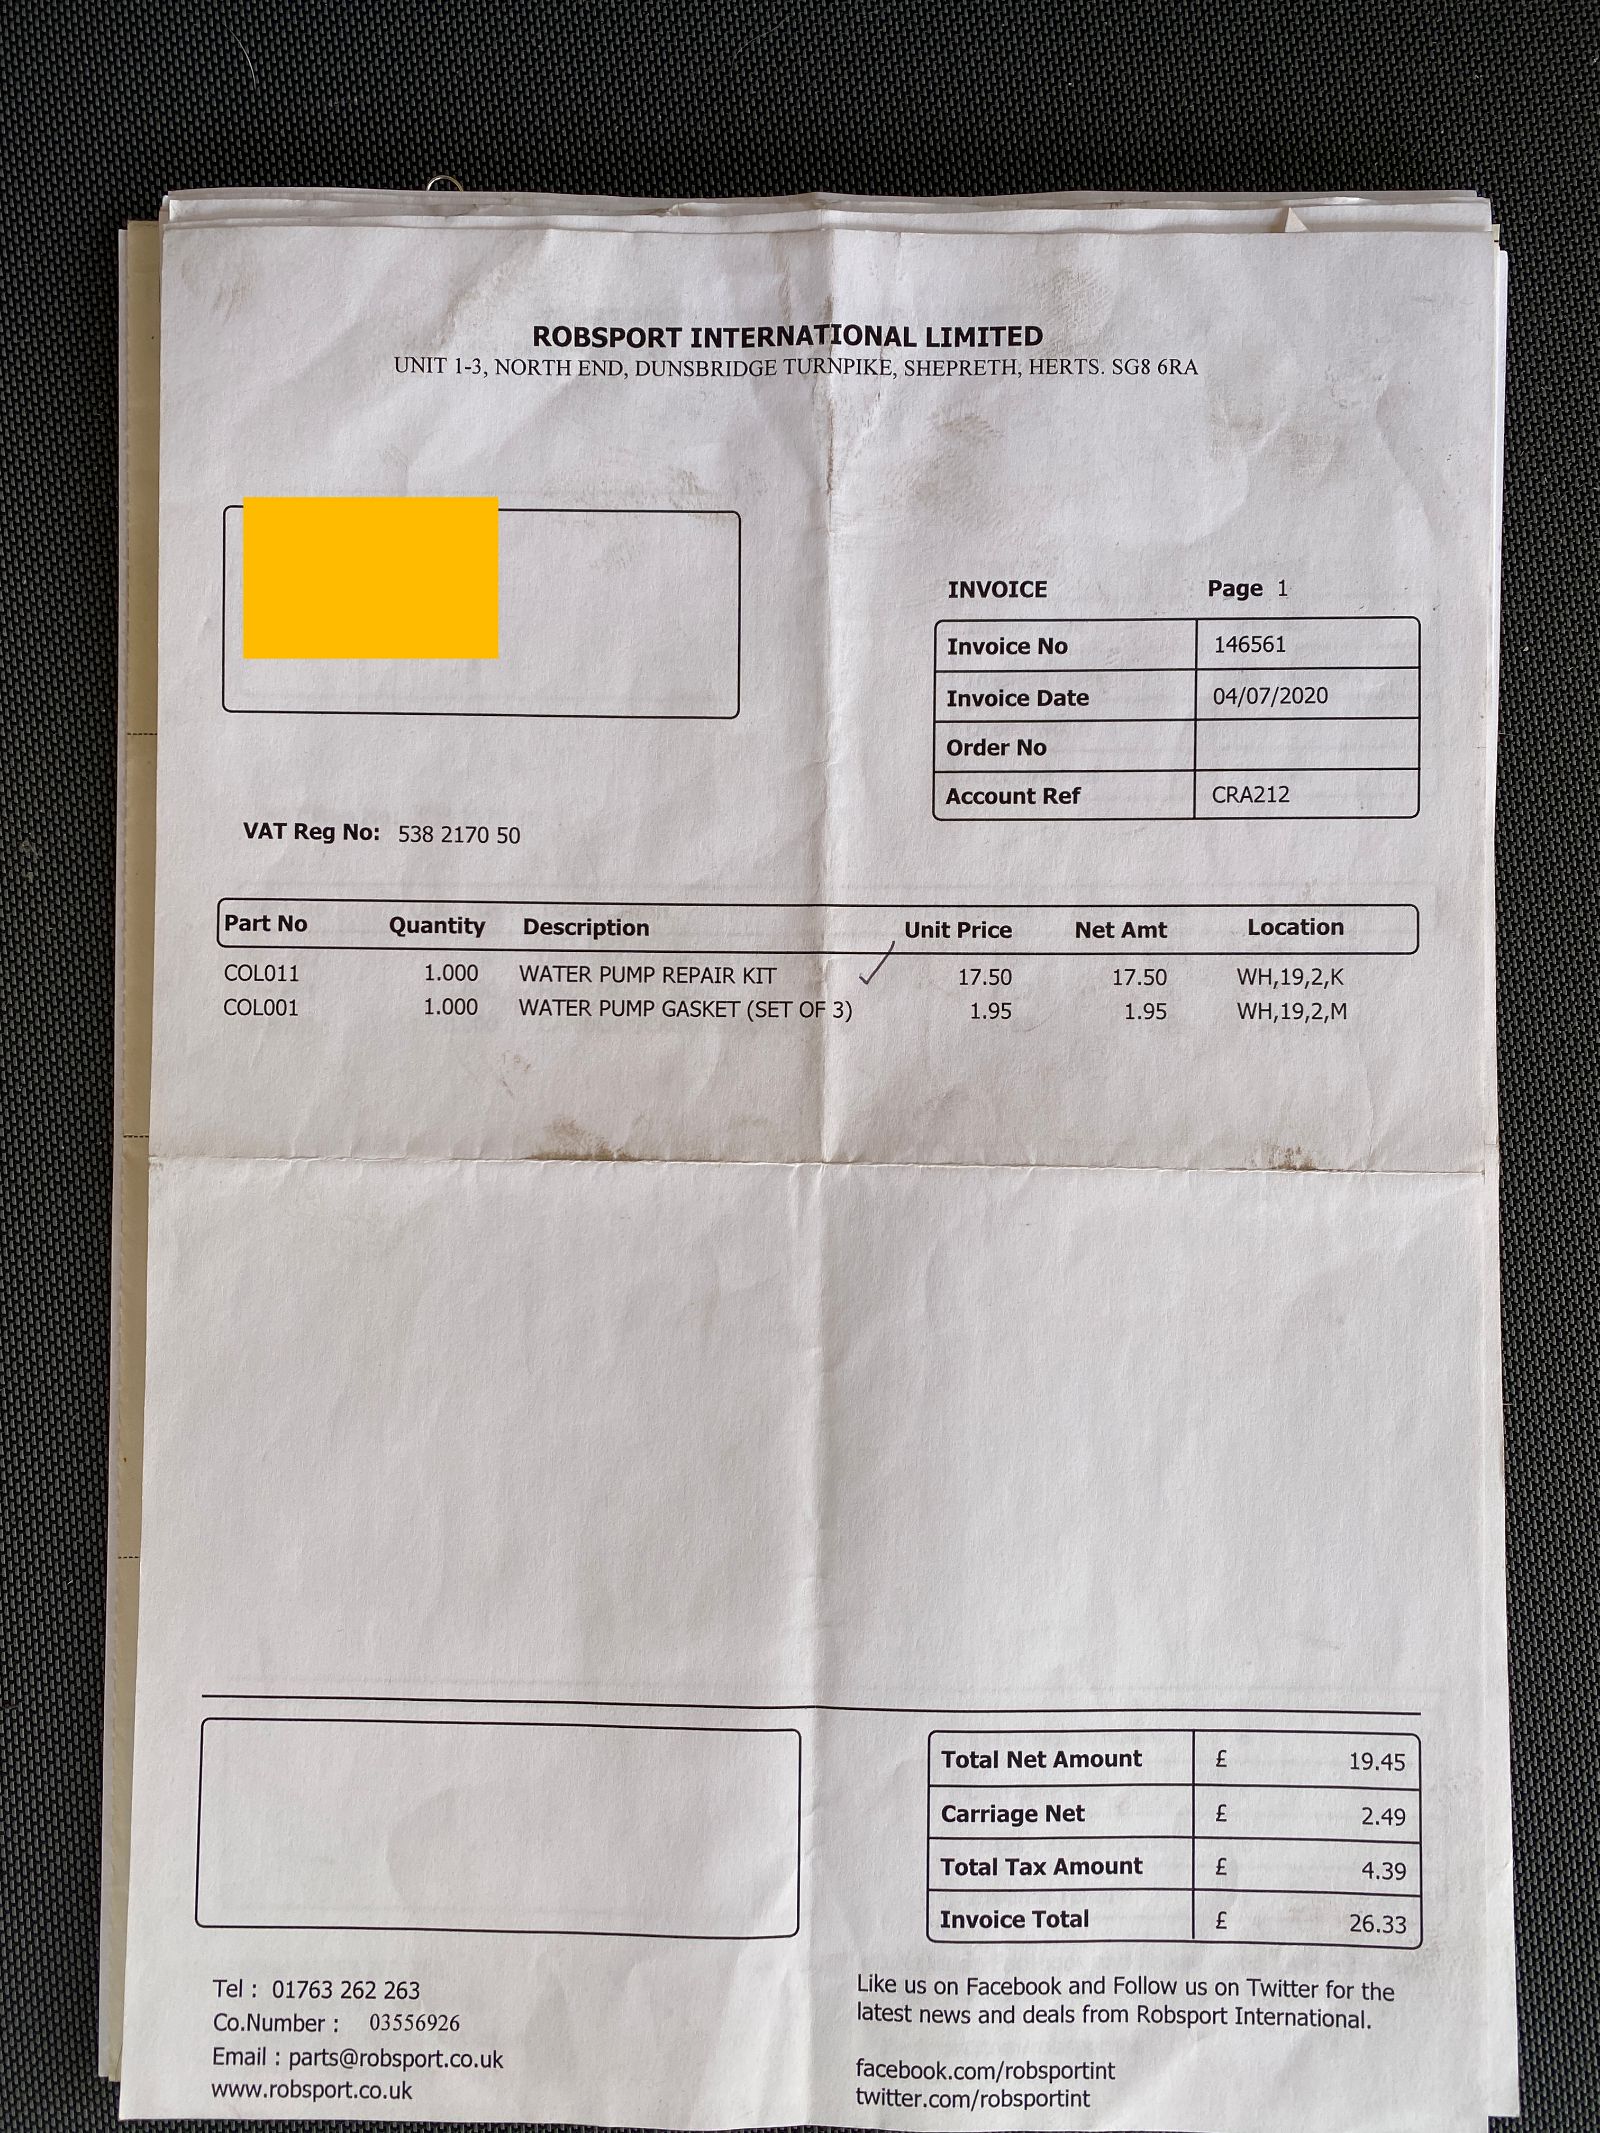 ROBSPORT INTERNATIONAL LIMITED
UNIT 1-3, NORTH END, DUNSBRIDGE TURNPIKE, SHEPRETH, HERTS. SG8 6RA
INVOICE Page 1
Invoice No 146561
Invoice Date 04/07/2020
Order No
Account Ref CRA212
VAT Reg No: 538 2170 50
Part No Quantity Description Unit Price Net Amt Location
COL011 1.000 WATER PUMP REPAIR KIT 17.50 17.50 WH,19,2,K
COL001 1.000 WATER PUMP GASKET (SET OF 3) 1.95 1.95 WH,19,2,M
Total Net Amount £ 19.45
Carriage Net £ 2.49
Total Tax Amount £ 4.39
Invoice Total £ 26.33
Tel : 01763 262 263
Co.Number : 03556926
Email : parts@robsport.co.uk
www.robsport.co.uk
Like us on Facebook and Follow us on Twitter for the
latest news and deals from Robsport International.
facebook.com/robsportint
twitter.com/robsportint